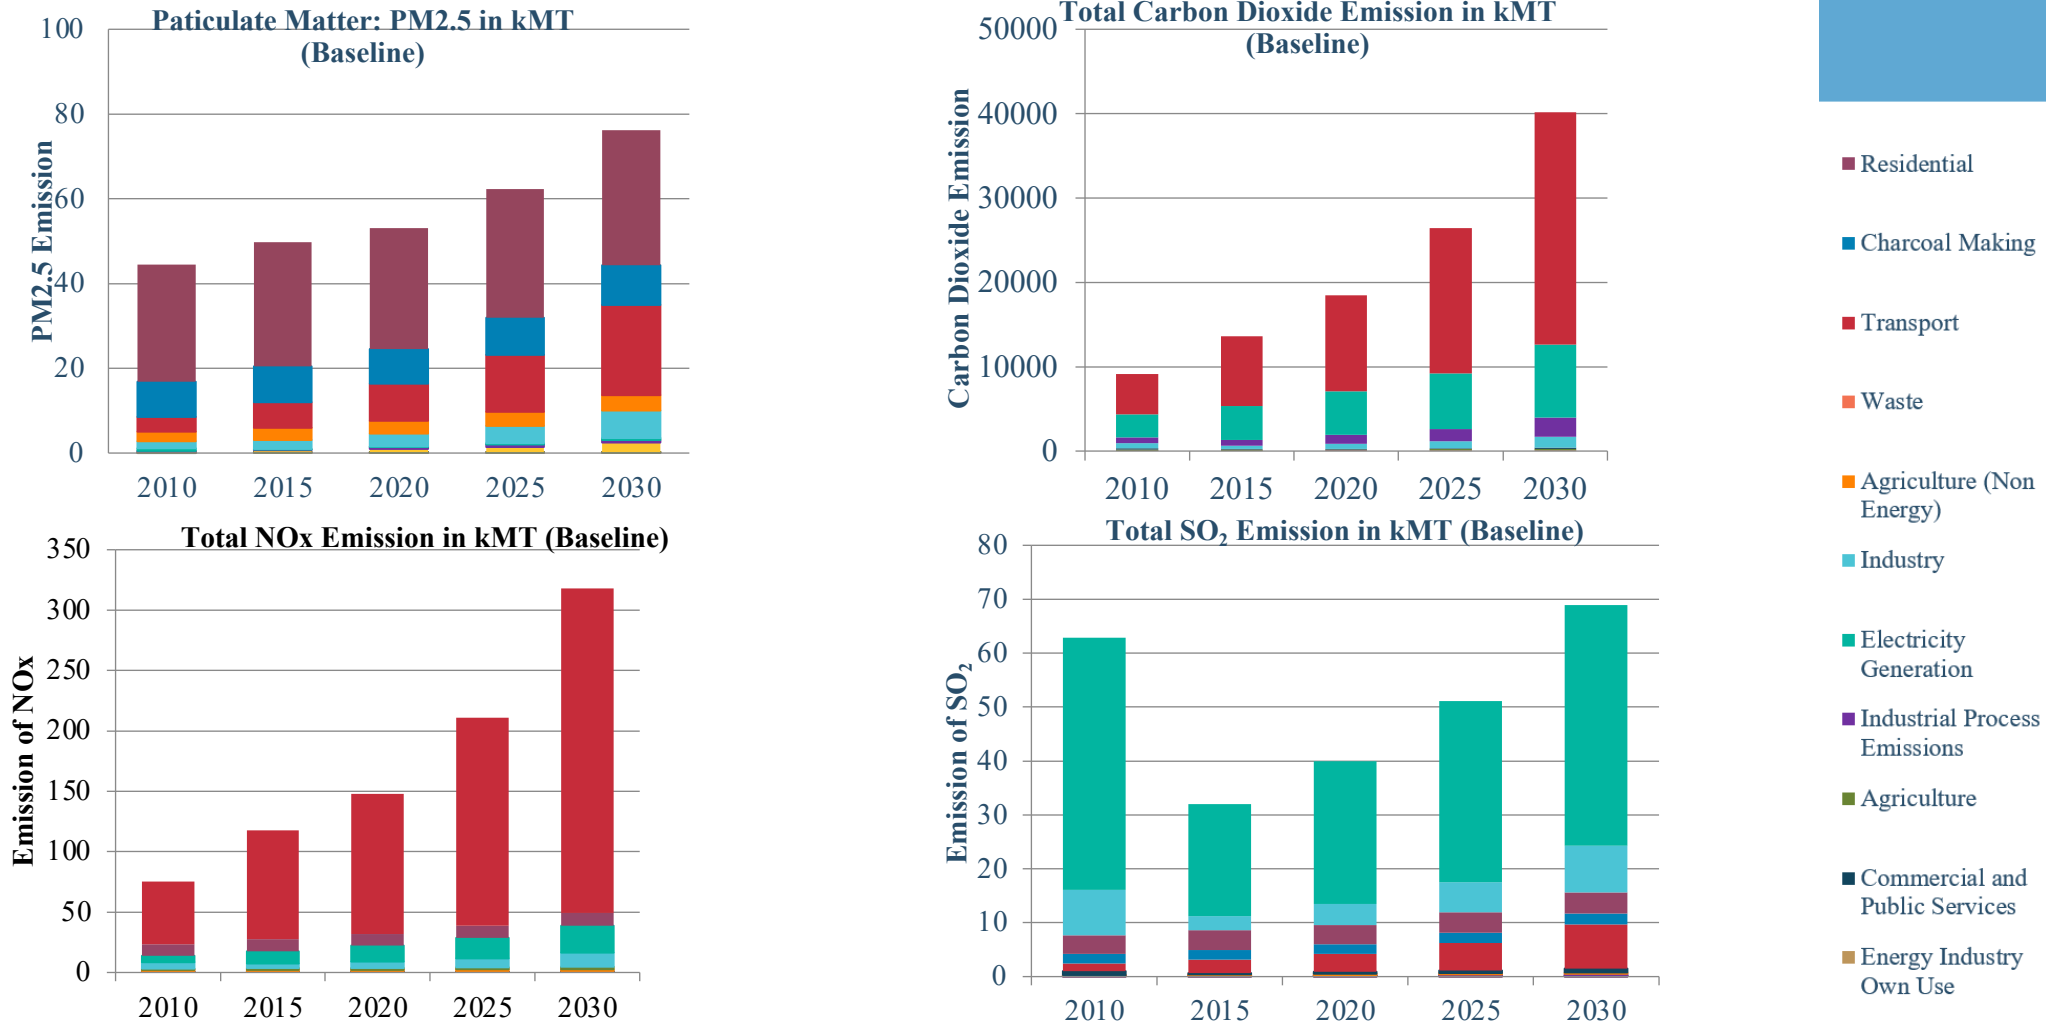 Paticulate Matter: PM2.5 in kMT
(Baseline)
PM2.5 Emission
100
80
60
40
20
0
2010 2015 2020 2025 2030
Total Carbon Dioxide Emission in kMT
(Baseline)
Carbon Dioxide Emission
50000
40000
30000
20000
10000
0
2010 2015 2020 2025 2030
Total NOx Emission in kMT (Baseline)
Emission of NOx
350
300
250
200
150
100
50
0
2010 2015 2020 2025 2030
Total SO₂ Emission in kMT (Baseline)
Emission of SO₂
80
70
60
50
40
30
20
10
0
2010 2015 2020 2025 2030
Residential
Charcoal Making
Transport
Waste
Agriculture (Non
Energy)
Industry
Electricity
Generation
Industrial Process
Emissions
Agriculture
Commercial and
Public Services
Energy Industry
Own Use